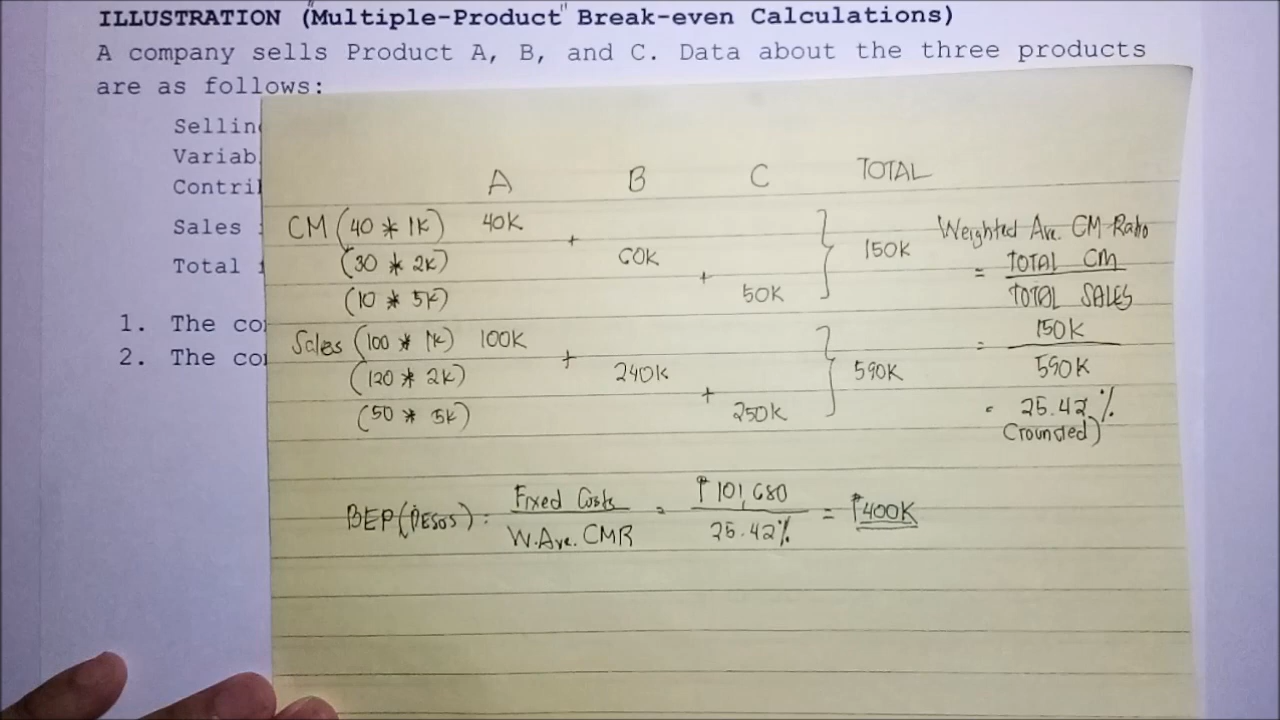 ILLUSTRATION (Multiple-Product Break-even Calculations)
A company sells Product A, B, and C. Data about the three products
are as follows:
Selling
Variab
Contri
Sales
Total
1. The co
2. The co
A B C TOTAL
CM (40 * 1K) 40K
(30 * 2K) + 60K
(10 * 5K) + 50K } 150K
Sales (100 * 1K) 100K
(120 * 2K) + 240K
(50 * 5K) + 250K } 590K
Weighted Ave. CM Ratio
= TOTAL CM
TOTAL SALES
= 150K
590K
= 25.42%
(rounded)
BEP (PESOS) = Fixed Costs = ₱101,680 = ₱400K
W. Ave. CMR 25.42%